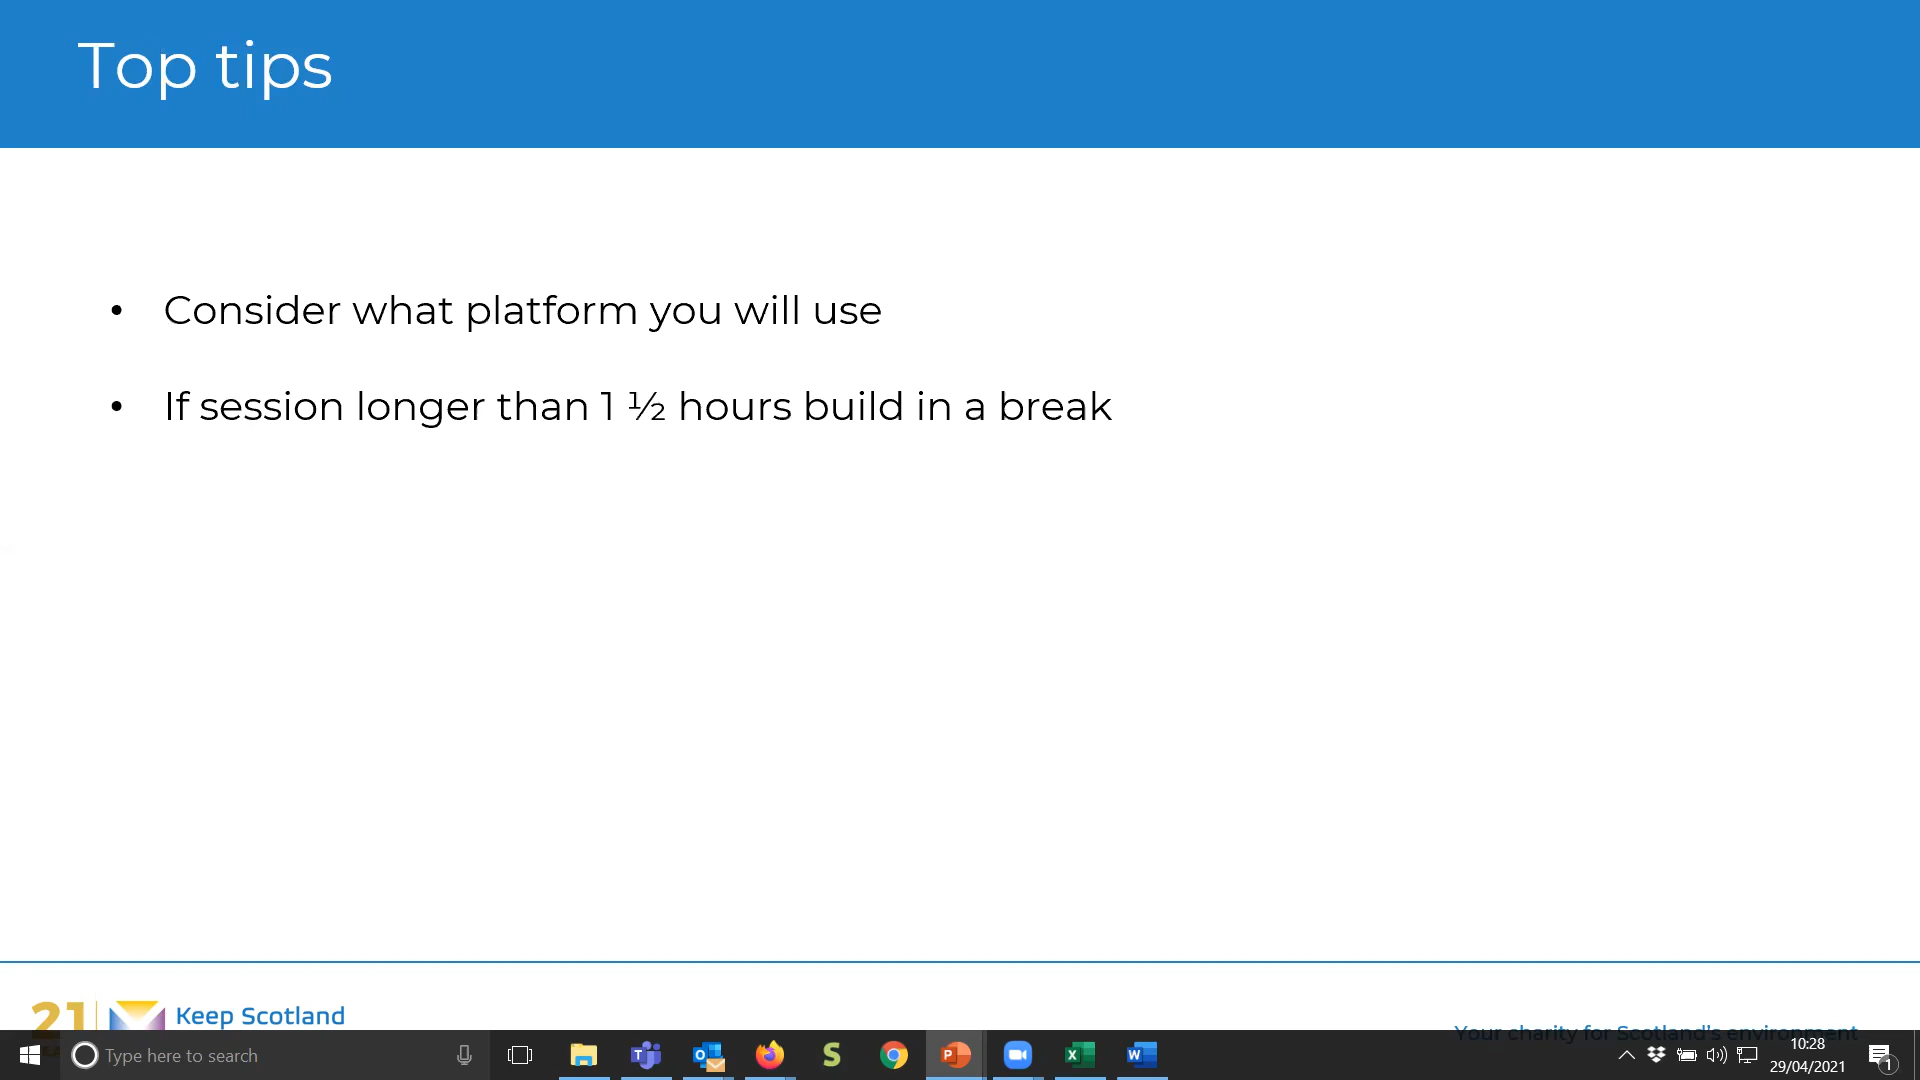 Top tips
• Consider what platform you will use
• If session longer than 1 ½ hours build in a break
21 Keep Scotland
Your charity for Scotland's environment
Type here to search
10:28
29/04/2021
1